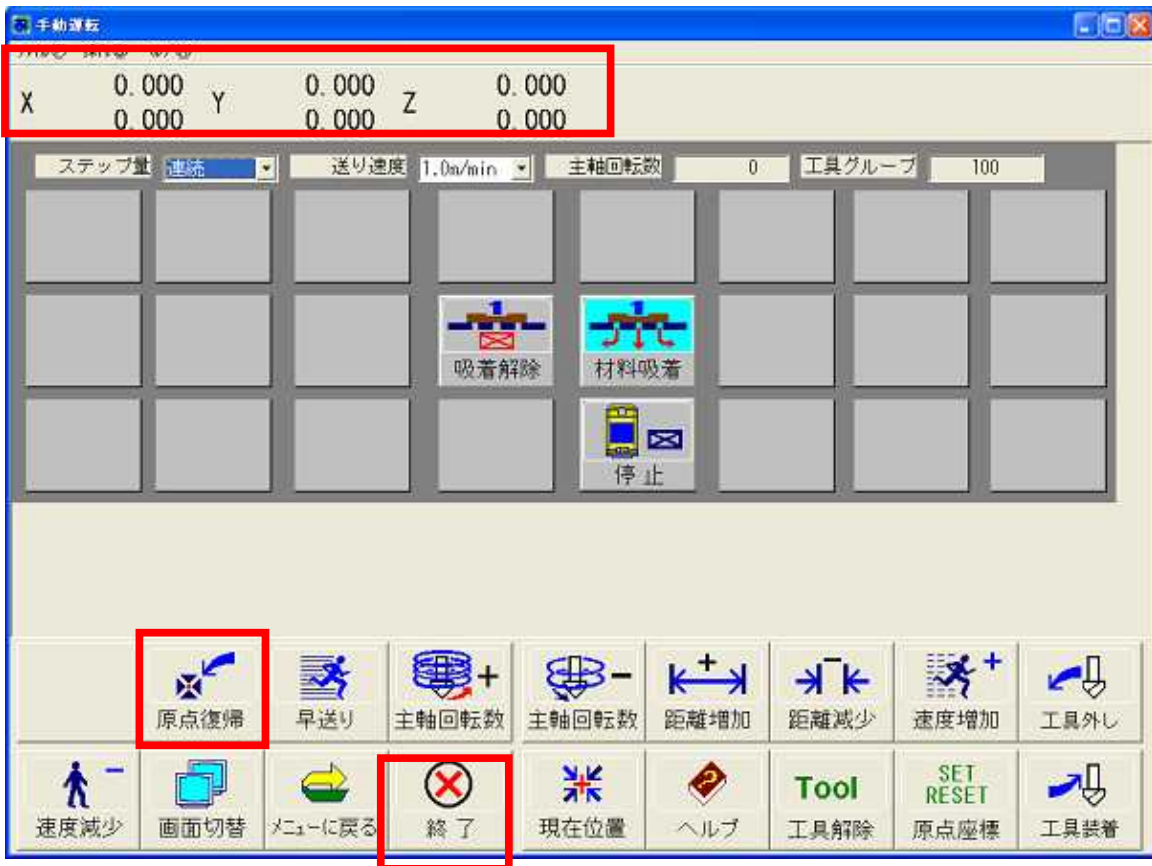 手動運転
X 0.000 Y 0.000 Z 0.000
0.000 0.000 0.000
ステップ量 連続 送り速度 1.0m/min 主軸回転数 0 工具グループ 100
1 1
吸着解除 材料吸着
停止
+ - + - +
原点復帰 早送り 主軸回転数 主軸回転数 距離増加 距離減少 速度増加 工具外し
- Tool SET
RESET
速度減少 画面切替 メニューに戻る 終了 現在位置 ヘルプ 工具解除 原点座標 工具装着